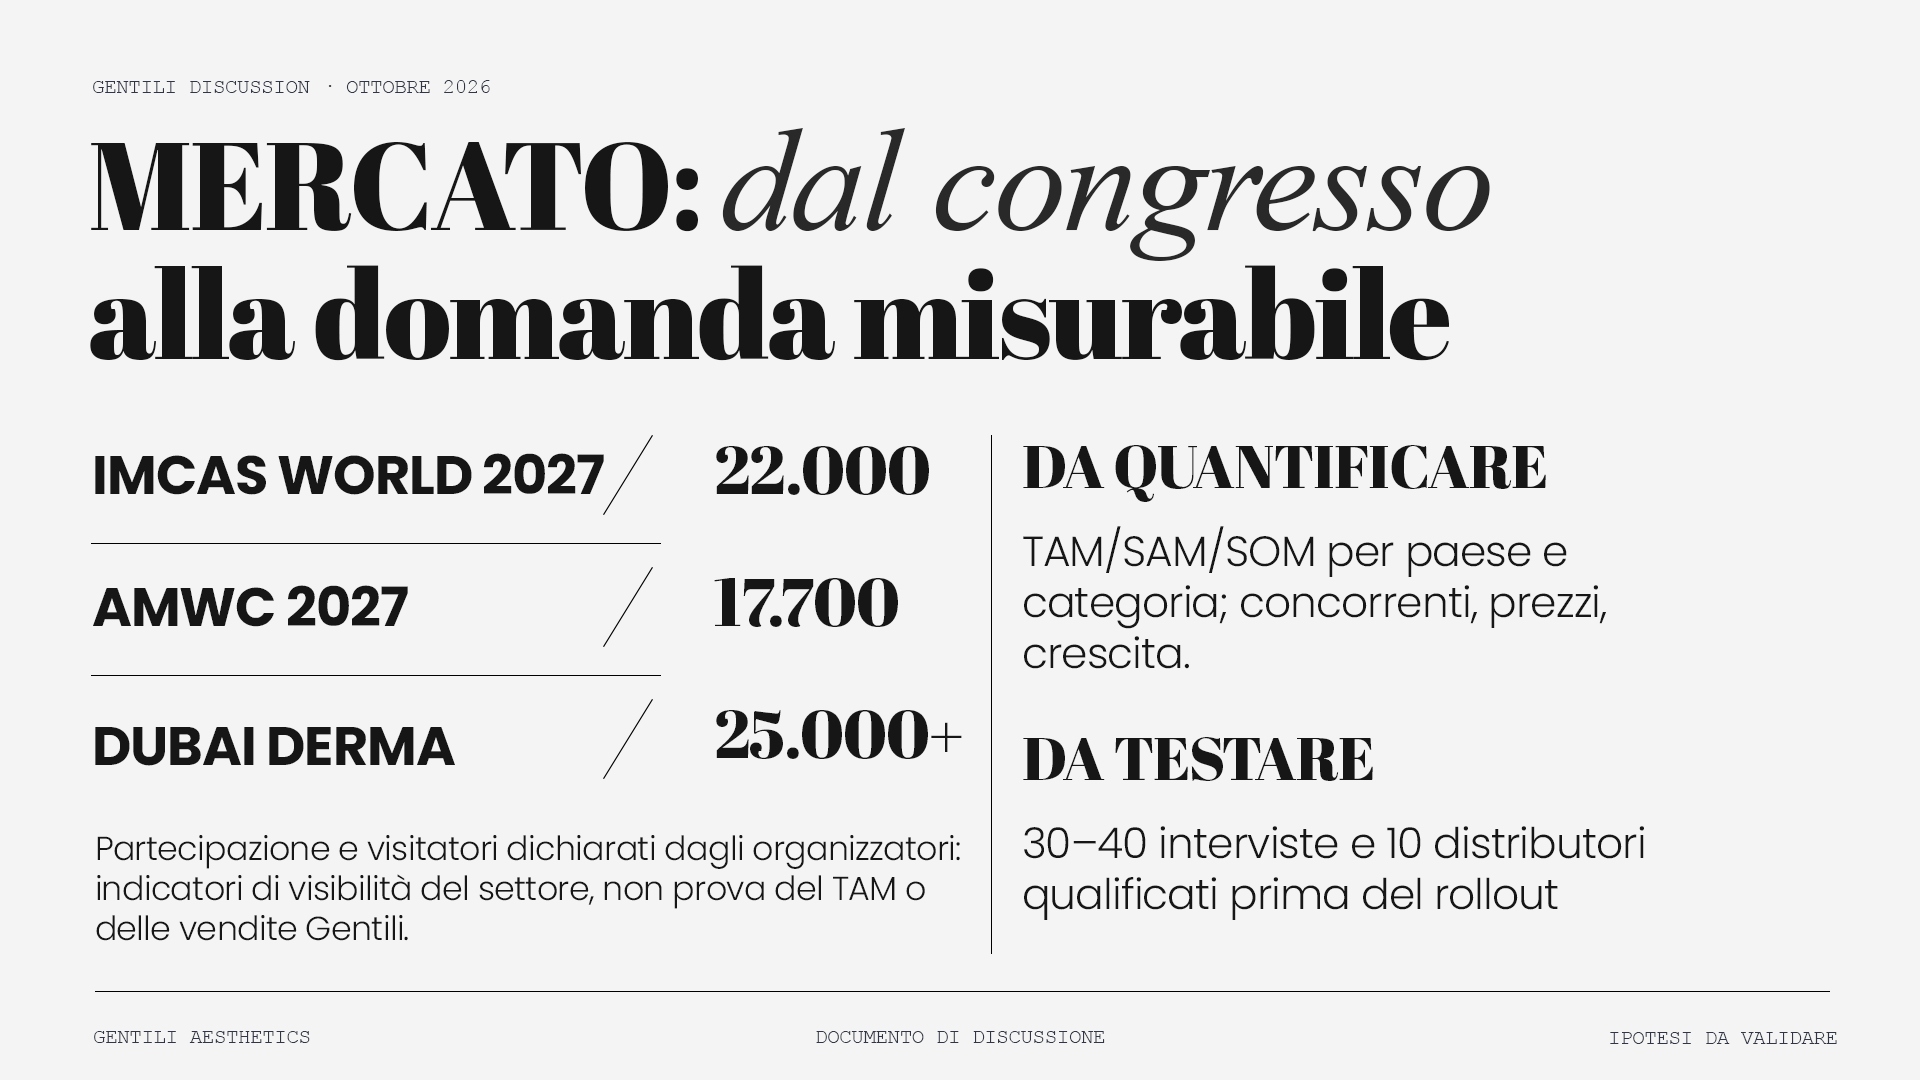 GENTILI DISCUSSION · OTTOBRE 2026
MERCATO: dal congresso
alla domanda misurabile
IMCAS WORLD 2027 / 22.000
AMWC 2027 / 17.700
DUBAI DERMA / 25.000+
Partecipazione e visitatori dichiarati dagli organizzatori:
indicatori di visibilità del settore, non prova del TAM o
delle vendite Gentili.
DA QUANTIFICARE
TAM/SAM/SOM per paese e
categoria; concorrenti, prezzi,
crescita.
DA TESTARE
30–40 interviste e 10 distributori
qualificati prima del rollout
GENTILI AESTHETICS
DOCUMENTO DI DISCUSSIONE
IPOTESI DA VALIDARE